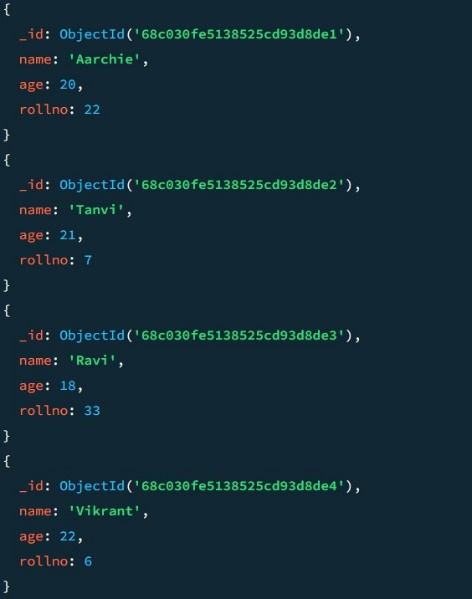 {
_id: ObjectId('68c030fe5138525cd93d8de1'),
name: 'Aarchie',
age: 20,
rollno: 22
}
{
_id: ObjectId('68c030fe5138525cd93d8de2'),
name: 'Tanvi',
age: 21,
rollno: 7
}
{
_id: ObjectId('68c030fe5138525cd93d8de3'),
name: 'Ravi',
age: 18,
rollno: 33
}
{
_id: ObjectId('68c030fe5138525cd93d8de4'),
name: 'Vikrant',
age: 22,
rollno: 6
}